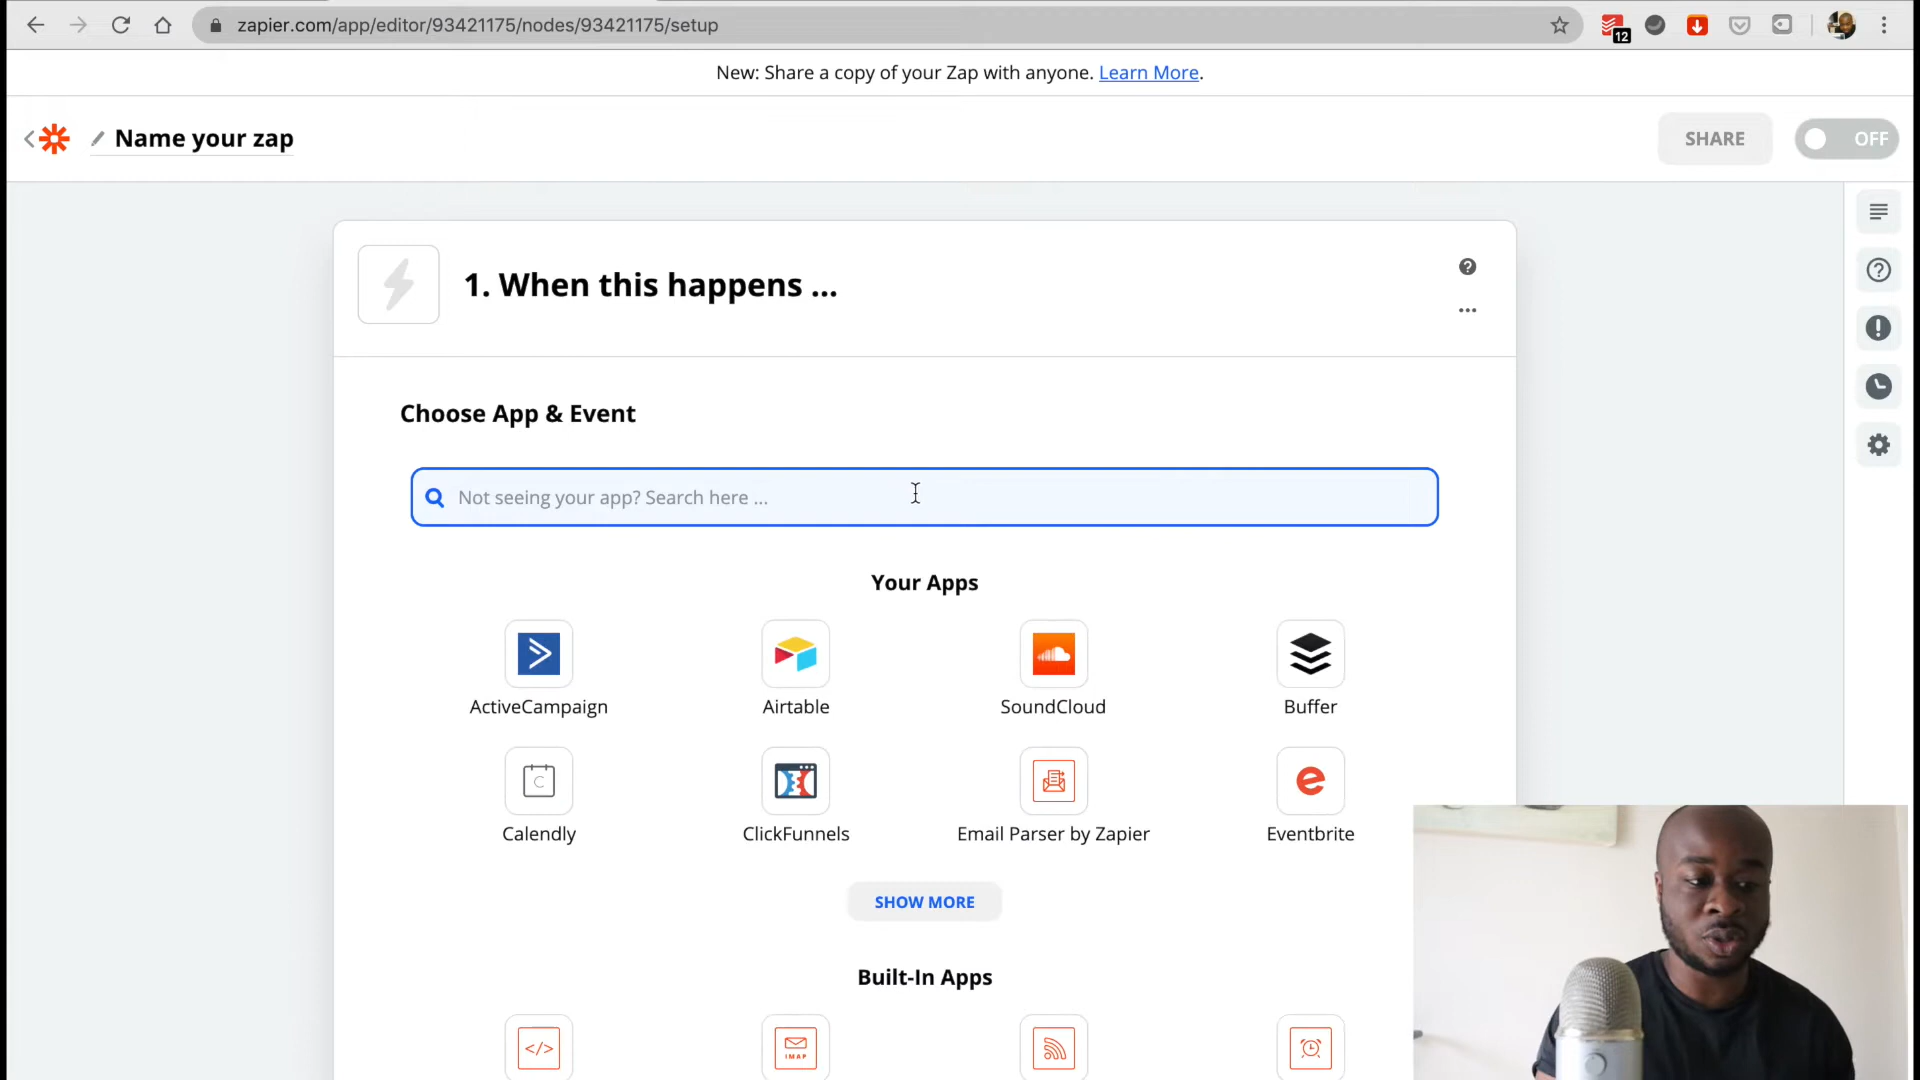 zapier.com/app/editor/93421175/nodes/93421175/setup
12
New: Share a copy of your Zap with anyone. Learn More.
Name your zap
SHARE
OFF
1. When this happens ...
Choose App & Event
Not seeing your app? Search here ...
Your Apps
ActiveCampaign
Airtable
SoundCloud
Buffer
C
Calendly
ClickFunnels
Email Parser by Zapier
e
Eventbrite
SHOW MORE
Built-In Apps
</>
IMAP